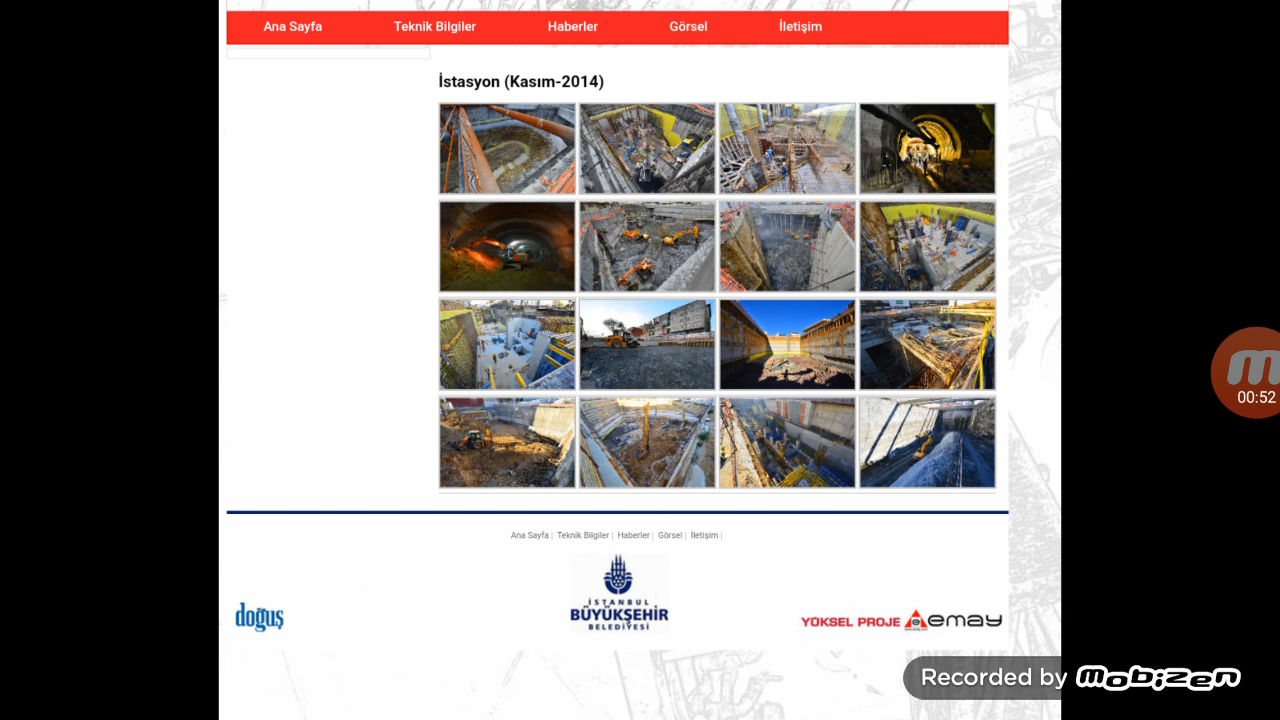 Ana Sayfa Teknik Bilgiler Haberler Görsel İletişim
İstasyon (Kasım-2014)
00:52
Ana Sayfa | Teknik Bilgiler | Haberler | Görsel | İletişim |
İSTANBUL
BÜYÜKŞEHİR
BELEDİYESİ
doğuş
YÜKSEL PROJE emay
Recorded by MOBIZEN